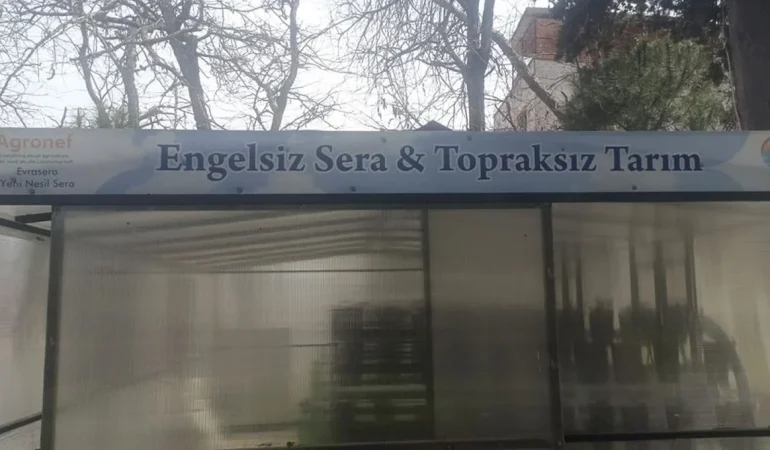 Agronef
Evrasera
Yeni Nesil Sera
Engelsiz Sera & Topraksız Tarım